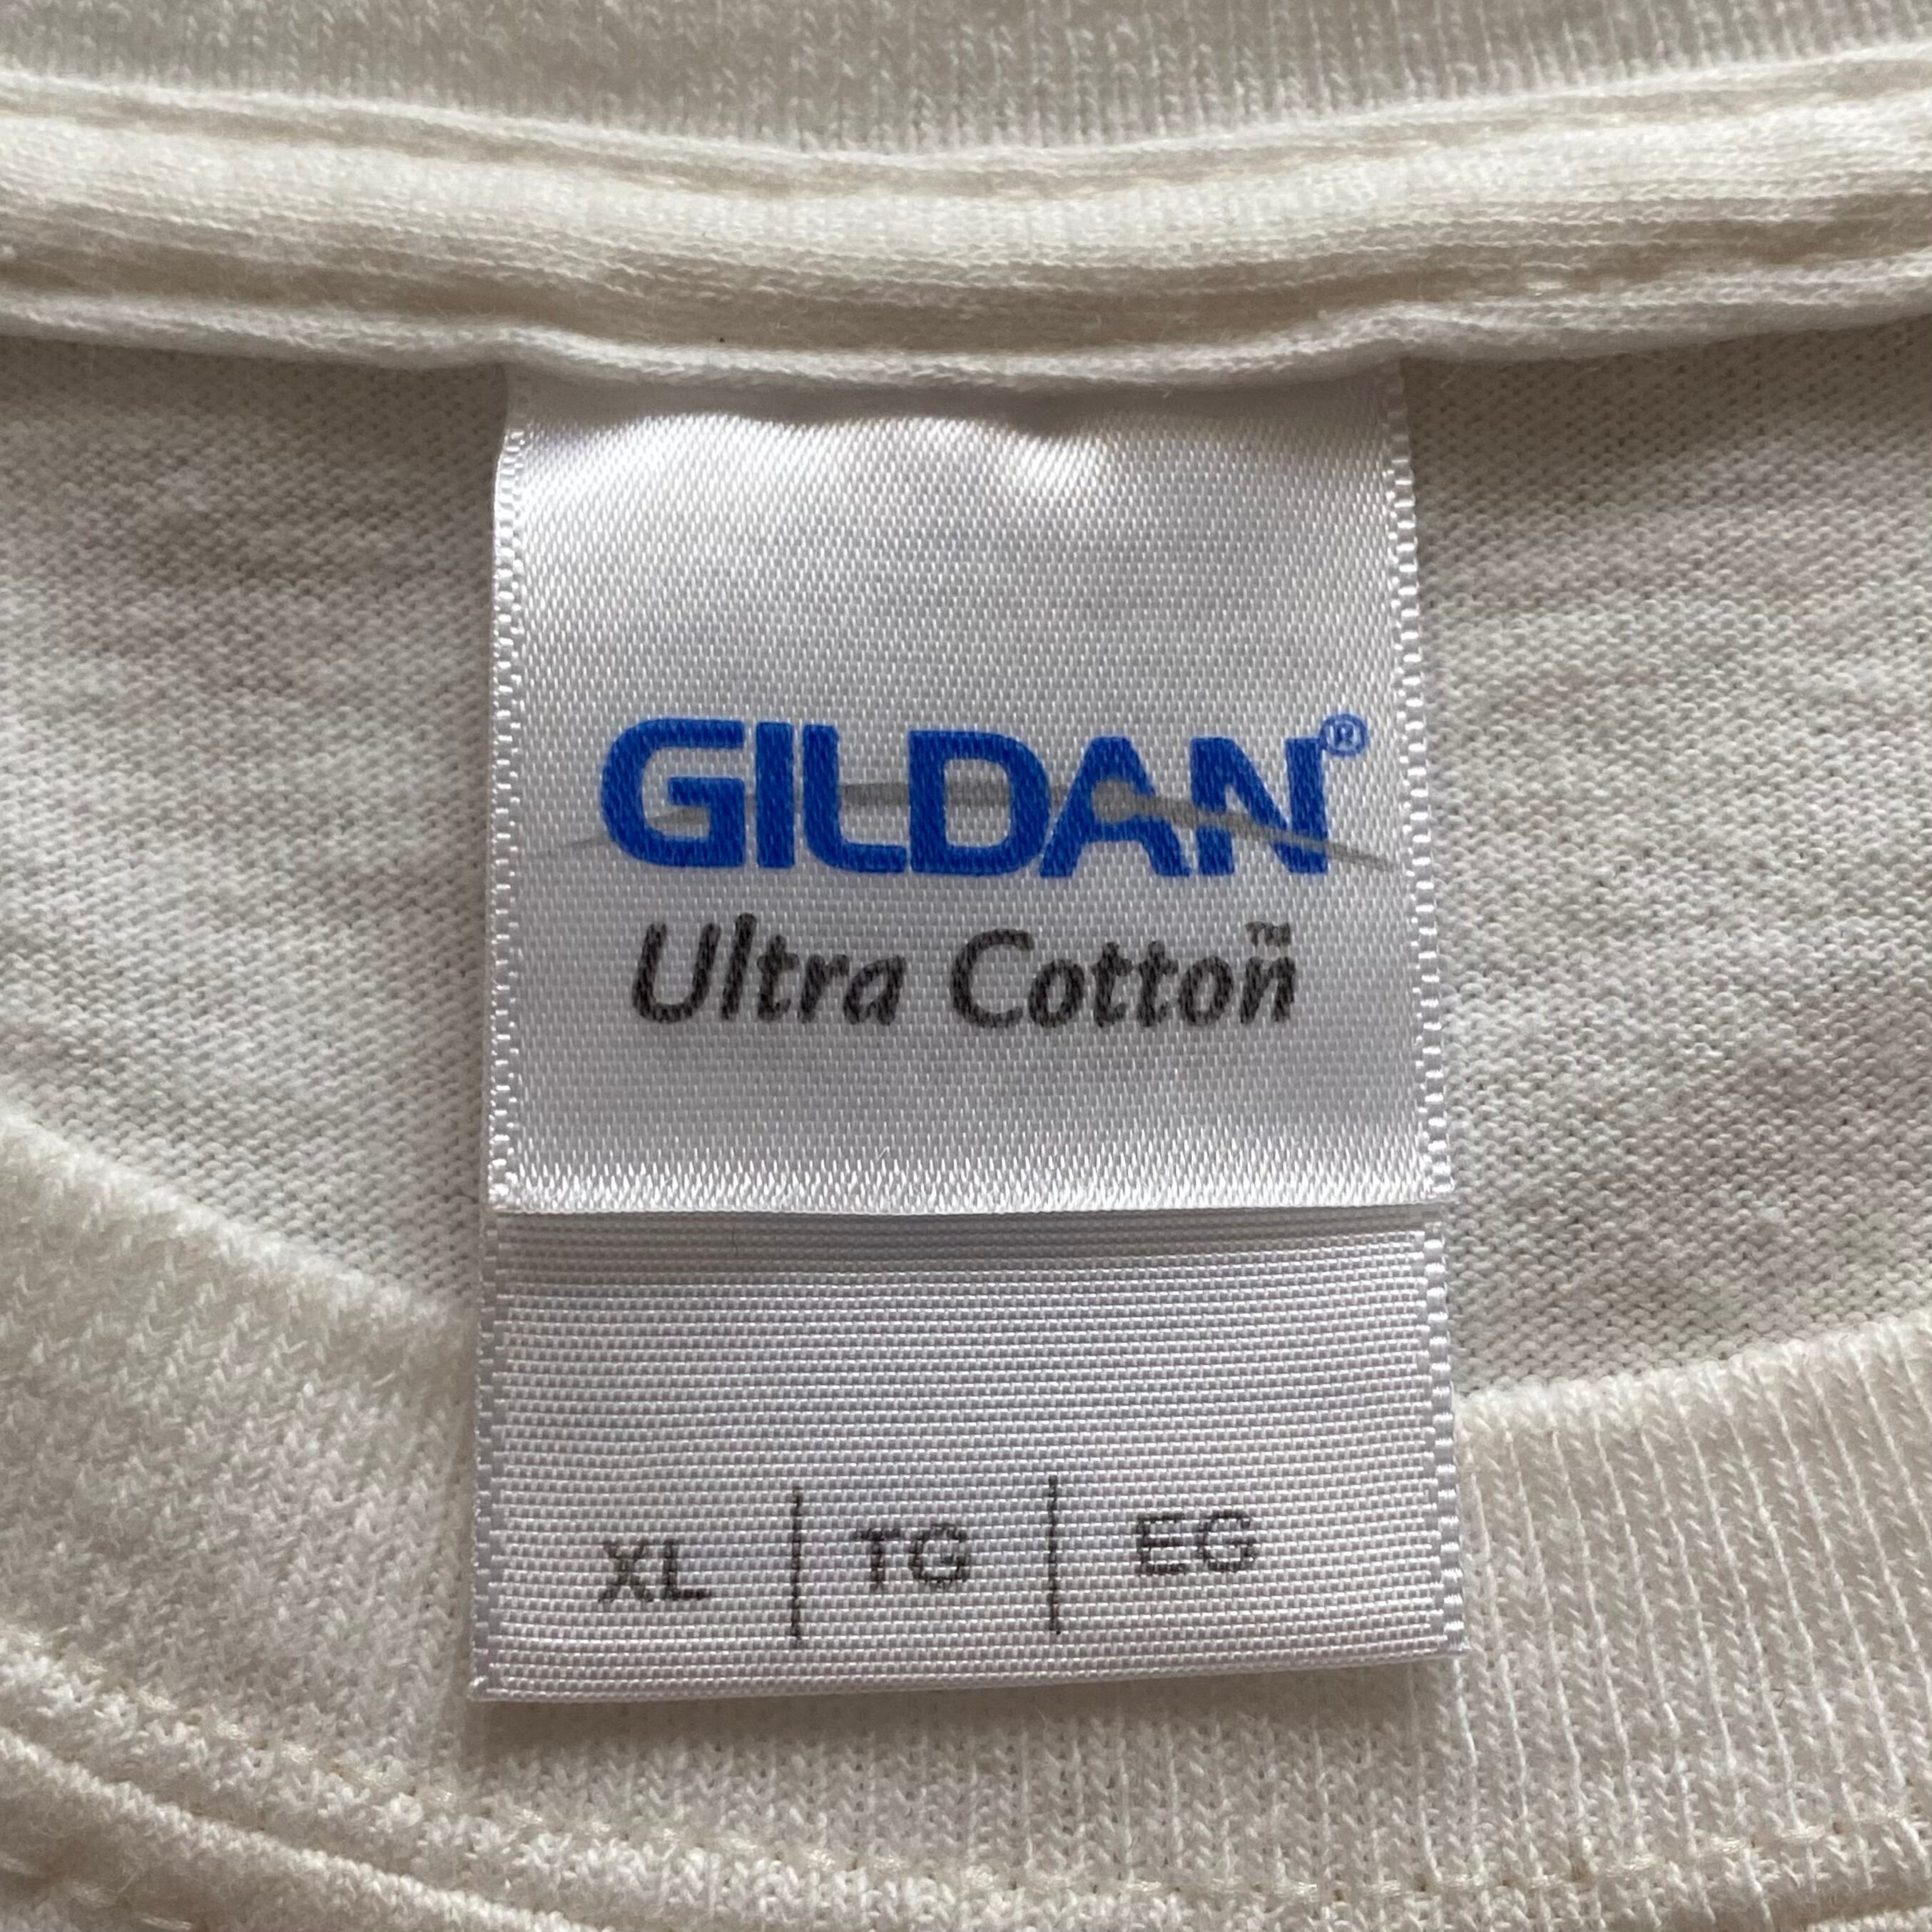 GILDAN®
Ultra Cotton™
XL | TG | EG